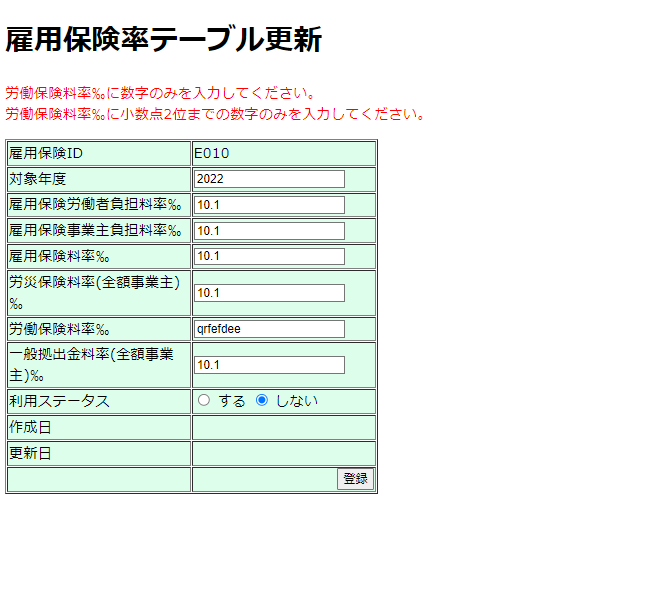 雇用保険率テーブル更新
労働保険料率‰に数字のみを入力してください。
労働保険料率‰に小数点2位までの数字のみを入力してください。
雇用保険ID E010
対象年度 2022
雇用保険労働者負担料率‰ 10.1
雇用保険事業主負担料率‰ 10.1
雇用保険料率‰ 10.1
労災保険料率(全額事業主)
‰ 10.1
労働保険料率‰ qrfefdee
一般拠出金料率(全額事業
主)‰ 10.1
利用ステータス する しない
作成日
更新日
登録